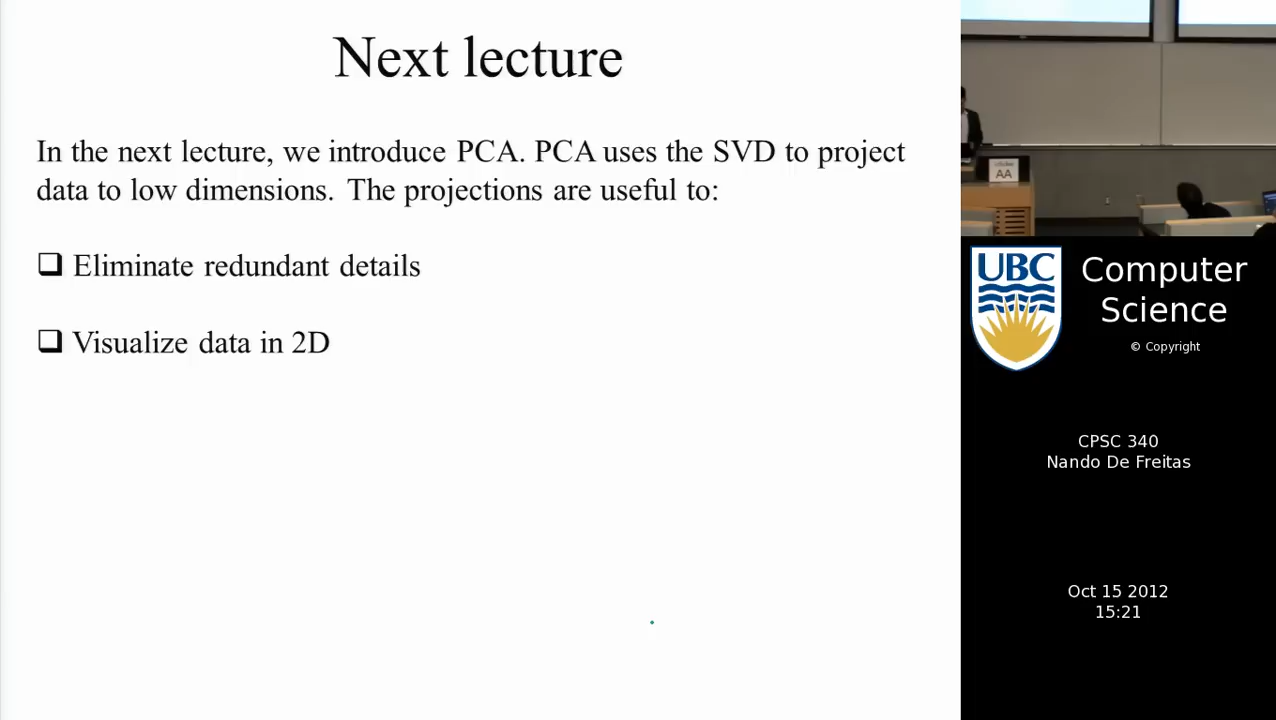 Next lecture
In the next lecture, we introduce PCA. PCA uses the SVD to project
data to low dimensions. The projections are useful to:
Eliminate redundant details
Visualize data in 2D
AA
UBC
Computer
Science
© Copyright
CPSC 340
Nando De Freitas
Oct 15 2012
15:21